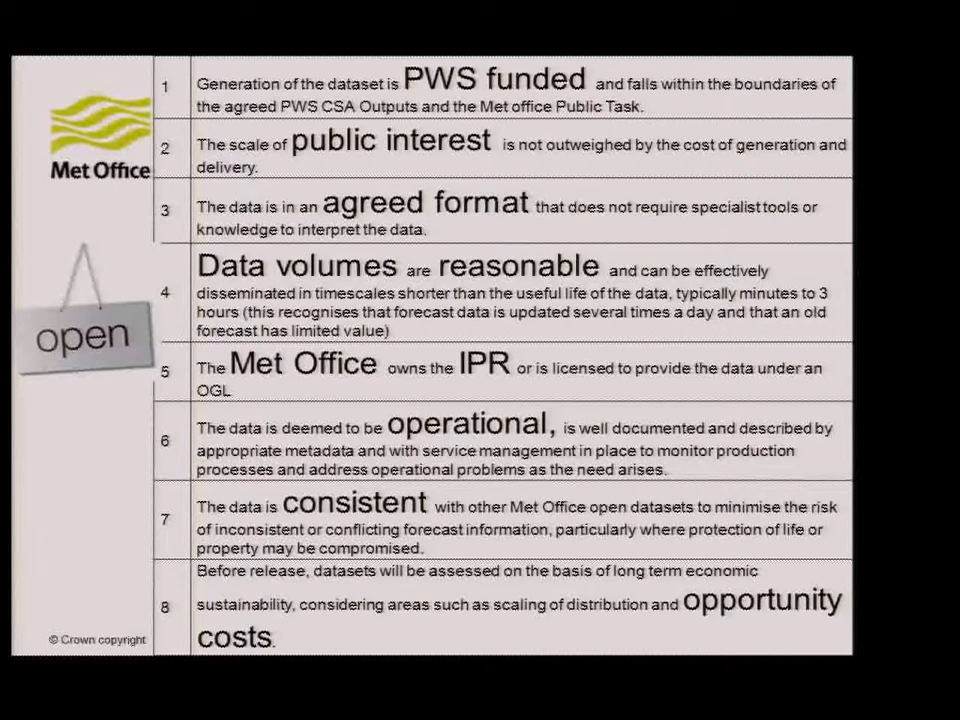 Met Office
open
© Crown copyright
1
Generation of the dataset is PWS funded and falls within the boundaries of
the agreed PWS CSA Outputs and the Met office Public Task.
2
The scale of public interest is not outweighed by the cost of generation and
delivery.
3
The data is in an agreed format that does not require specialist tools or
knowledge to interpret the data.
4
Data volumes are reasonable and can be effectively
disseminated in timescales shorter than the useful life of the data, typically minutes to 3
hours (this recognises that forecast data is updated several times a day and that an old
forecast has limited value)
5
The Met Office owns the IPR or is licensed to provide the data under an
OGL
6
The data is deemed to be operational, is well documented and described by
appropriate metadata and with service management in place to monitor production
processes and address operational problems as the need arises.
7
The data is consistent with other Met Office open datasets to minimise the risk
of inconsistent or conflicting forecast information, particularly where protection of life or
property may be compromised.
8
Before release, datasets will be assessed on the basis of long term economic
sustainability, considering areas such as scaling of distribution and opportunity
costs.